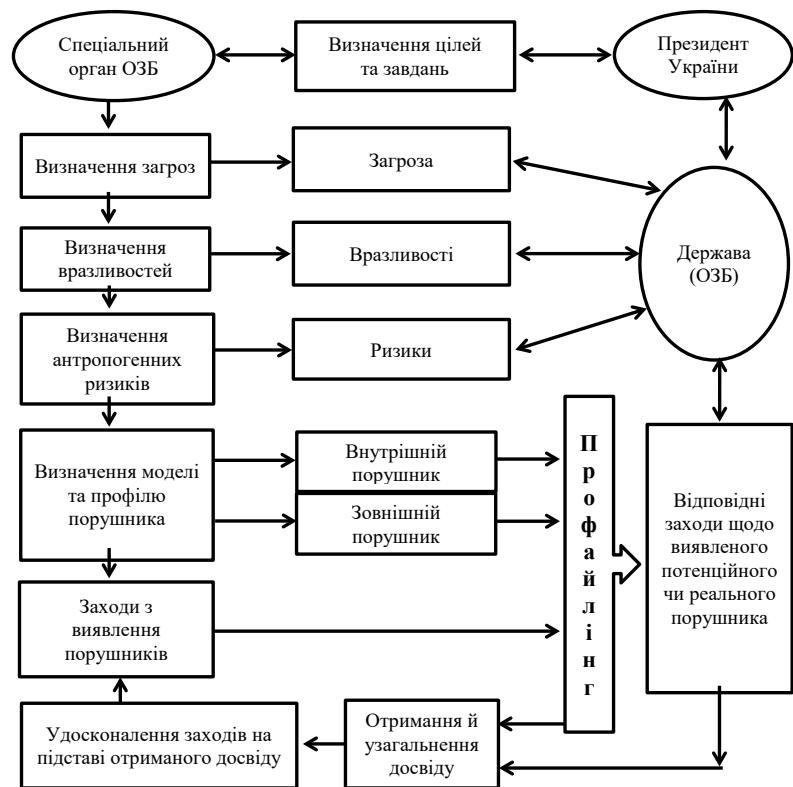 Спеціальний
орган ОЗБ
Визначення цілей
та завдань
Президент
України
Визначення загроз
Загроза
Визначення
вразливостей
Вразливості
Держава
(ОЗБ)
Визначення
антропогенних
ризиків
Ризики
Визначення моделі
та профілю
порушника
Внутрішній
порушник
Зовнішній
порушник
П
р
о
ф
а
й
л
і
н
г
Відповідні
заходи щодо
виявленого
потенційного
чи реального
порушника
Заходи з
виявлення
порушників
Удосконалення заходів на
підставі отриманого досвіду
Отримання й
узагальнення
досвіду